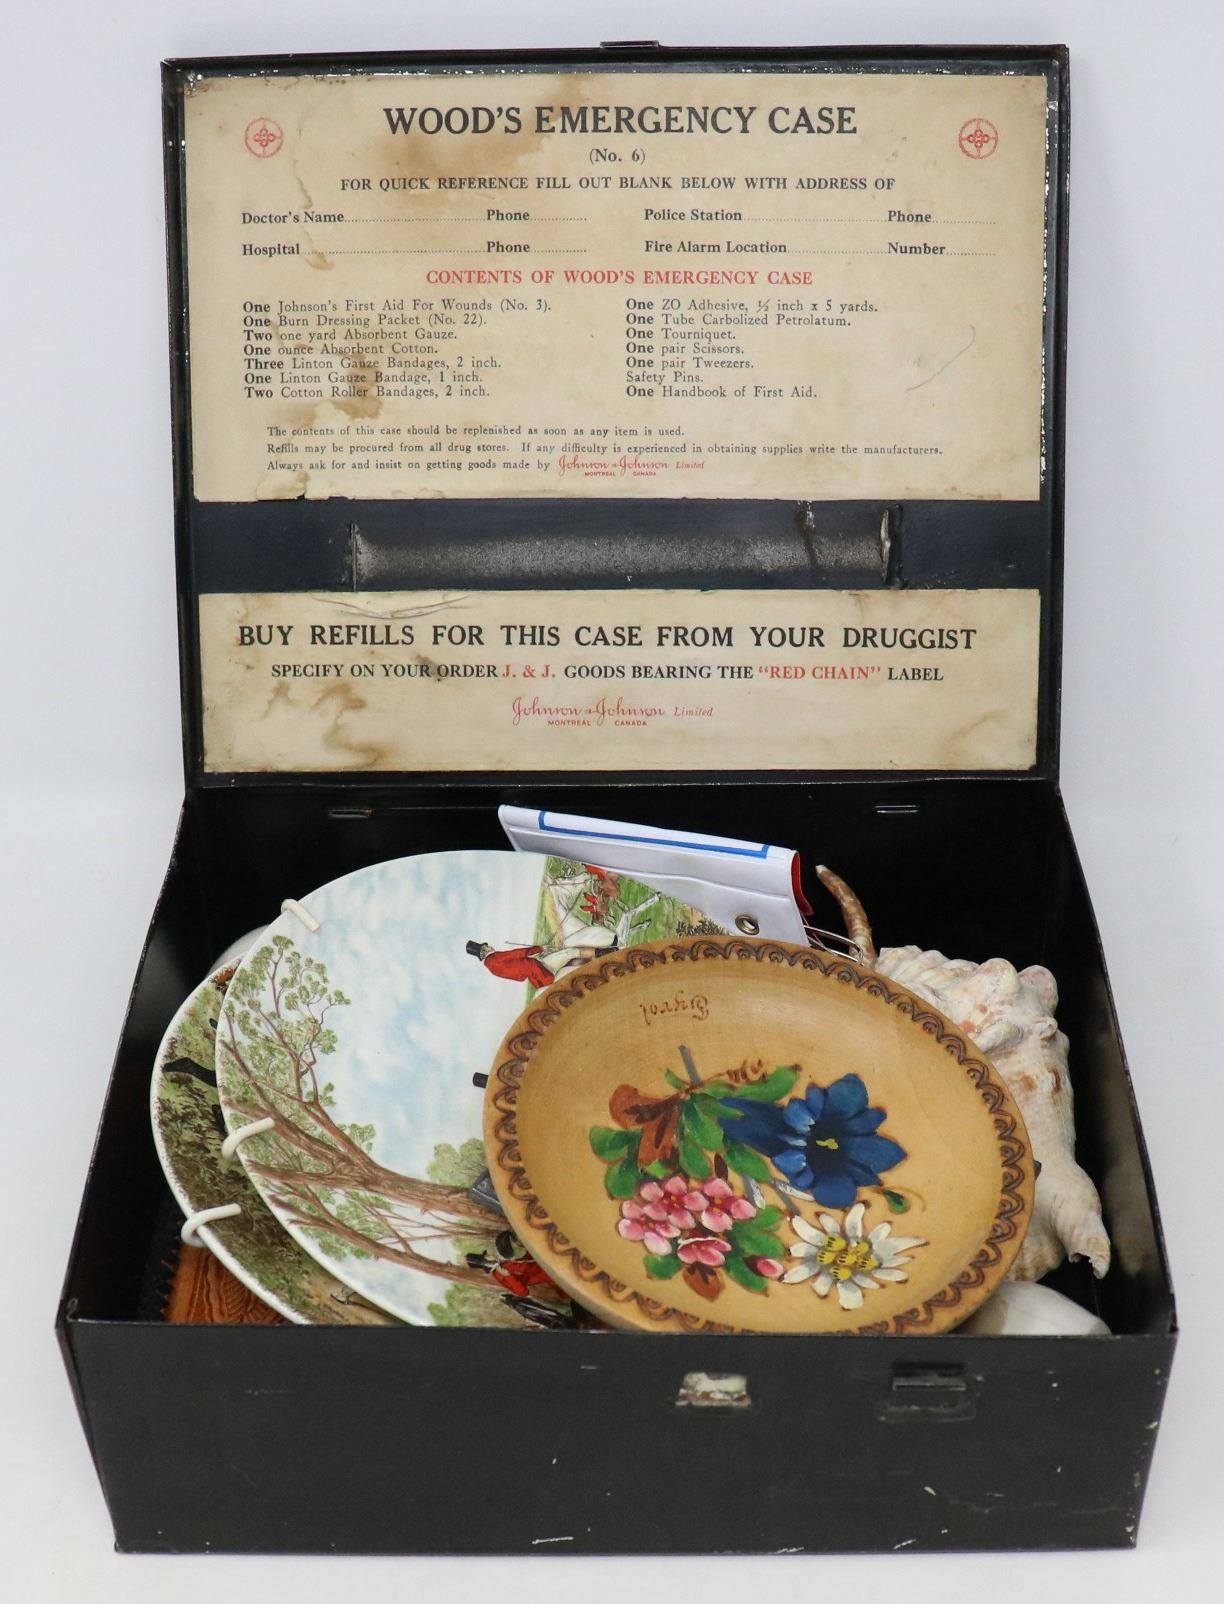 WOOD'S EMERGENCY CASE
(No. 6)
FOR QUICK REFERENCE FILL OUT BLANK BELOW WITH ADDRESS OF
Doctor's Name Phone Police Station Phone
Hospital Phone Fire Alarm Location Number
CONTENTS OF WOOD'S EMERGENCY CASE
One Johnson's First Aid For Wounds (No. 3).
One Burn Dressing Packet (No. 22).
Two one yard Absorbent Gauze.
One ounce Absorbent Cotton.
Three Linton Gauze Bandages, 2 inch.
One Linton Gauze Bandage, 1 inch.
Two Cotton Roller Bandages, 2 inch.
One ZO Adhesive, ½ inch x 5 yards.
One Tube Carbolized Petrolatum.
One Tourniquet.
One pair Scissors.
One pair Tweezers.
Safety Pins.
One Handbook of First Aid.
The contents of this case should be replenished as soon as any item is used.
Refills may be procured from all drug stores. If any difficulty is experienced in obtaining supplies write the manufacturers.
Always ask for and insist on getting goods made by Johnson & Johnson Limited
MONTREAL CANADA
BUY REFILLS FOR THIS CASE FROM YOUR DRUGGIST
SPECIFY ON YOUR ORDER J. & J. GOODS BEARING THE "RED CHAIN" LABEL
Johnson & Johnson Limited
MONTREAL CANADA
Tyrol